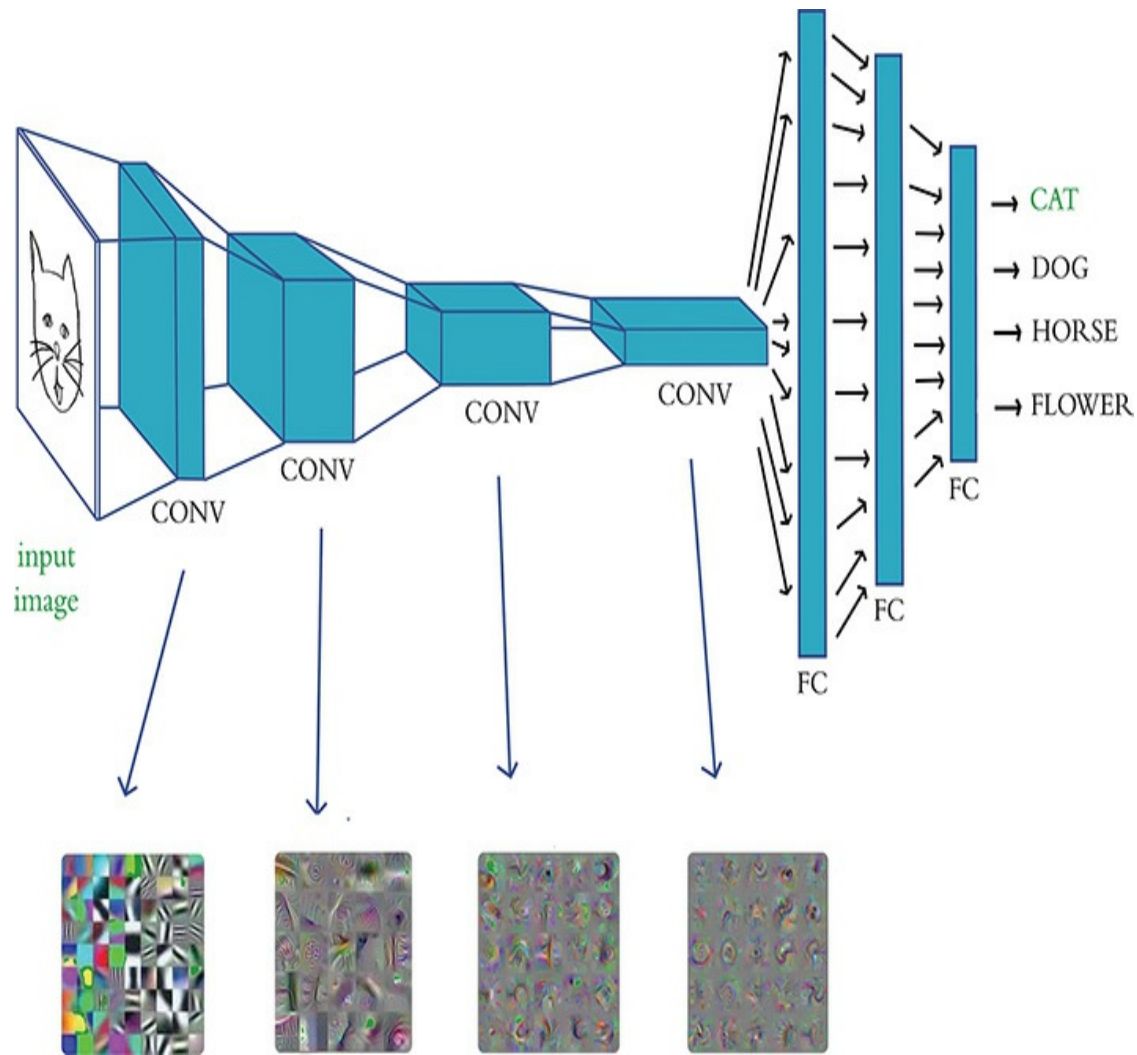 CAT
DOG
HORSE
FLOWER
CONV
CONV
CONV
CONV
input
image
FC
FC
FC